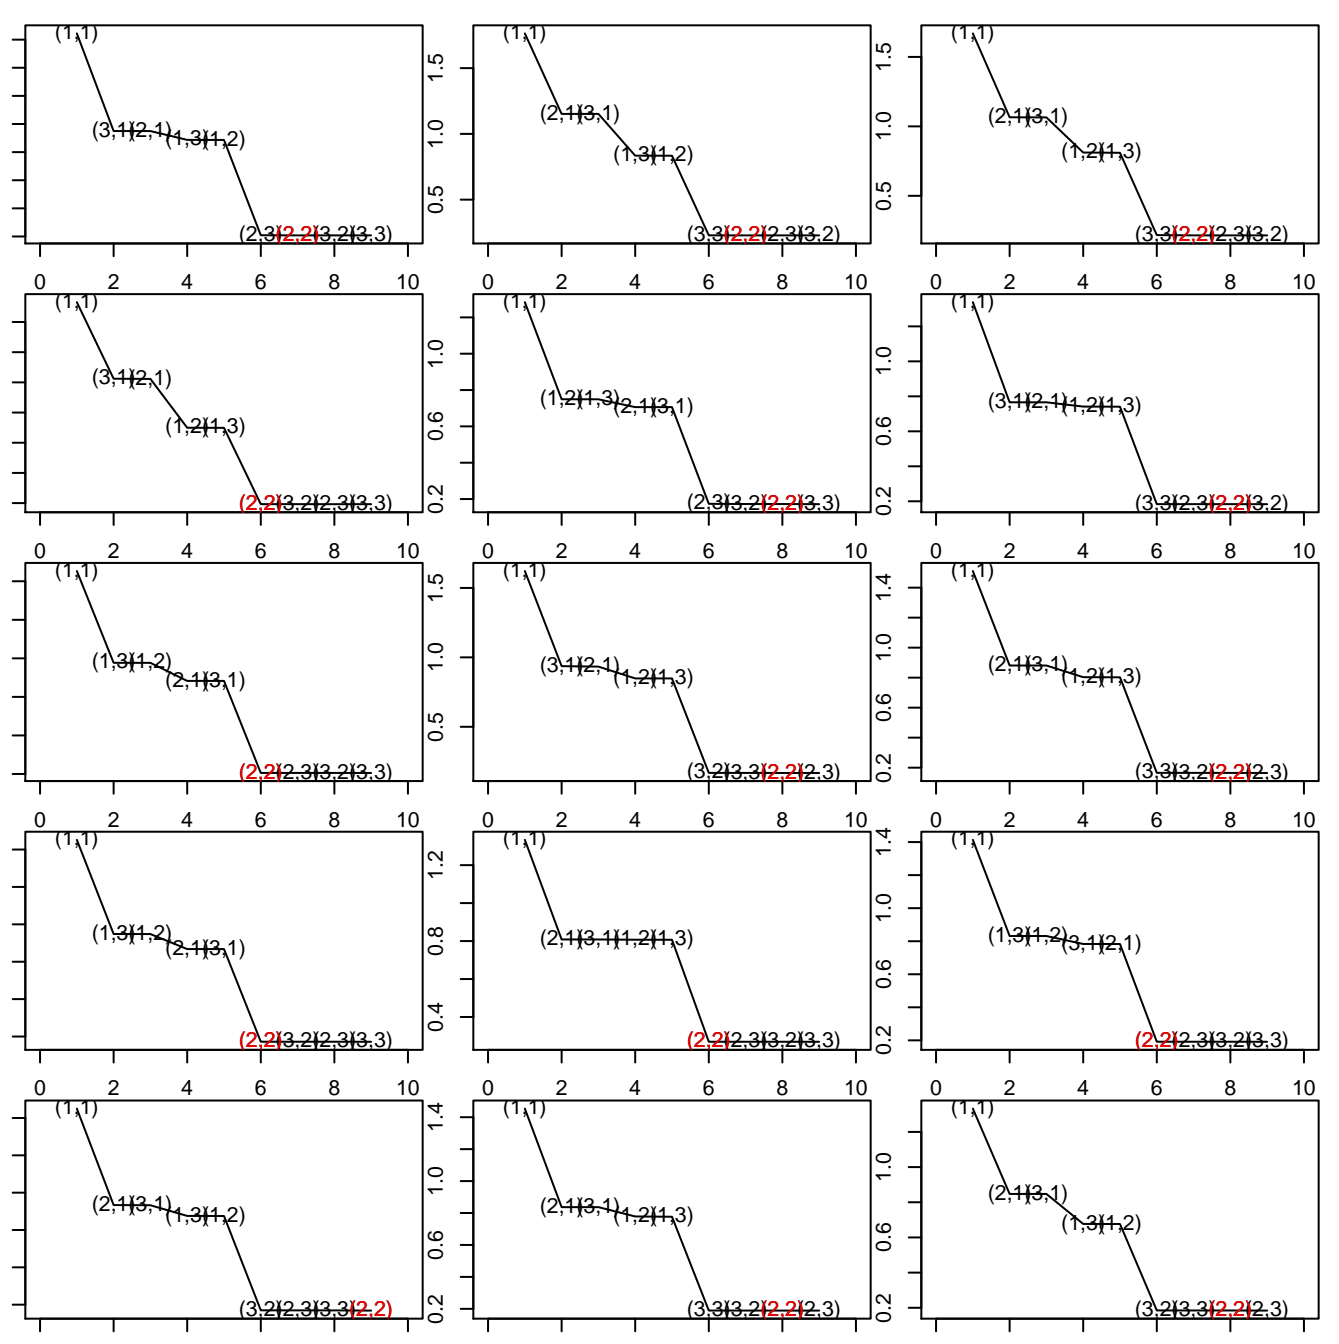 (1,1) (3,1) (2,1) (1,3) (1,2) (2,3) (2,2) (3,2) (3,3)
0.5 1.0 1.5
(1,1) (2,1) (3,1) (1,3) (1,2) (3,3) (2,2) (2,3) (3,2)
0.5 1.0 1.5
(1,1) (2,1) (3,1) (1,2) (1,3) (3,3) (2,2) (2,3) (3,2)
0 2 4 6 8 10 0 2 4 6 8 10 0 2 4 6 8 10
(1,1) (3,1) (2,1) (1,2) (1,3) (2,2) (3,2) (2,3) (3,3)
0.2 0.6 1.0
(1,1) (1,2) (1,3) (2,1) (3,1) (2,3) (3,2) (2,2) (3,3)
0.2 0.6 1.0
(1,1) (3,1) (2,1) (1,2) (1,3) (3,3) (2,3) (2,2) (3,2)
0 2 4 6 8 10 0 2 4 6 8 10 0 2 4 6 8 10
(1,1) (1,3) (1,2) (2,1) (3,1) (2,2) (2,3) (3,2) (3,3)
0.5 1.0 1.5
(1,1) (3,1) (2,1) (1,2) (1,3) (3,2) (3,3) (2,2) (2,3)
0.2 0.6 1.0 1.4
(1,1) (2,1) (3,1) (1,2) (1,3) (3,3) (3,2) (2,2) (2,3)
0 2 4 6 8 10 0 2 4 6 8 10 0 2 4 6 8 10
(1,1) (1,3) (1,2) (2,1) (3,1) (2,2) (3,2) (2,3) (3,3)
0.4 0.8 1.2
(1,1) (2,1) (3,1) (1,2) (1,3) (2,2) (2,3) (3,2) (3,3)
0.2 0.6 1.0 1.4
(1,1) (1,3) (1,2) (3,1) (2,1) (2,2) (2,3) (3,2) (3,3)
0 2 4 6 8 10 0 2 4 6 8 10 0 2 4 6 8 10
(1,1) (2,1) (3,1) (1,3) (1,2) (3,2) (2,3) (3,3) (2,2)
0.2 0.6 1.0 1.4
(1,1) (2,1) (3,1) (1,2) (1,3) (3,3) (3,2) (2,2) (2,3)
0.2 0.6 1.0
(1,1) (2,1) (3,1) (1,3) (1,2) (3,2) (3,3) (2,2) (2,3)